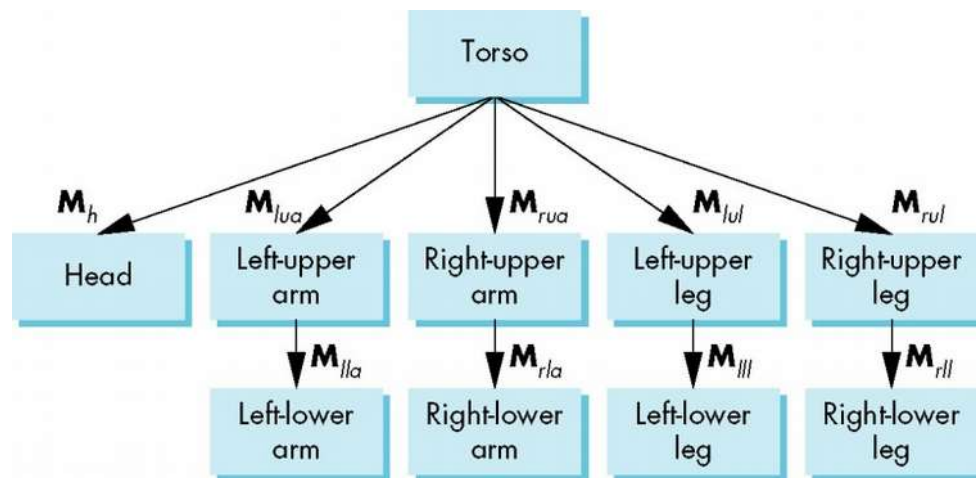 Torso
M_h
M_lua
M_rua
M_lul
M_rul
Head
Left-upper
arm
Right-upper
arm
Left-upper
leg
Right-upper
leg
M_lla
M_rla
M_lll
M_rll
Left-lower
arm
Right-lower
arm
Left-lower
leg
Right-lower
leg